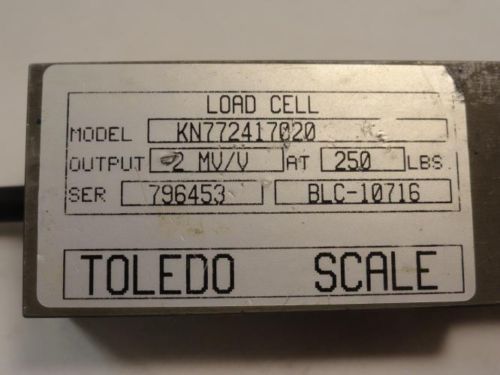 LOAD CELL
MODEL KN772417020
OUTPUT 2 MV/V AT 250 LBS
SER 796453 BLC-10716
TOLEDO SCALE